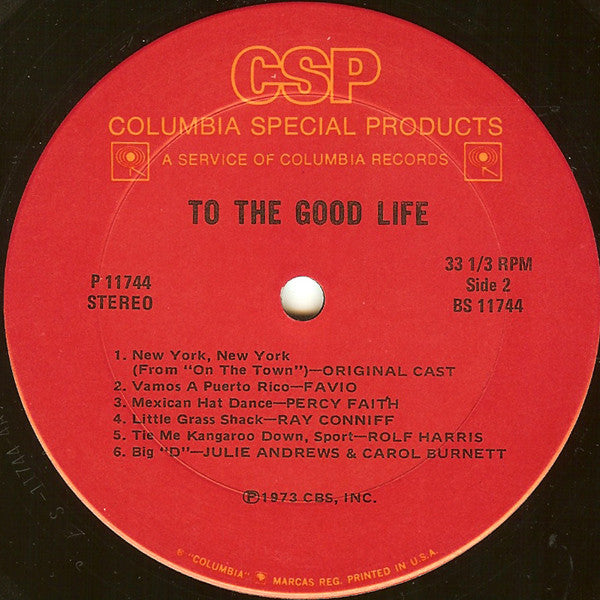 CSP
COLUMBIA SPECIAL PRODUCTS
A SERVICE OF COLUMBIA RECORDS
TO THE GOOD LIFE
P 11744
STEREO
33 1/3 RPM
Side 2
BS 11744
1. New York, New York
(From "On The Town")—ORIGINAL CAST
2. Vamos A Puerto Rico—FAVIO
3. Mexican Hat Dance—PERCY FAITH
4. Little Grass Shack—RAY CONNIFF
5. Tie Me Kangaroo Down, Sport—ROLF HARRIS
6. Big "D"—JULIE ANDREWS & CAROL BURNETT
Ⓟ1973 CBS, INC.
® "COLUMBIA" MARCAS REG. PRINTED IN U.S.A.